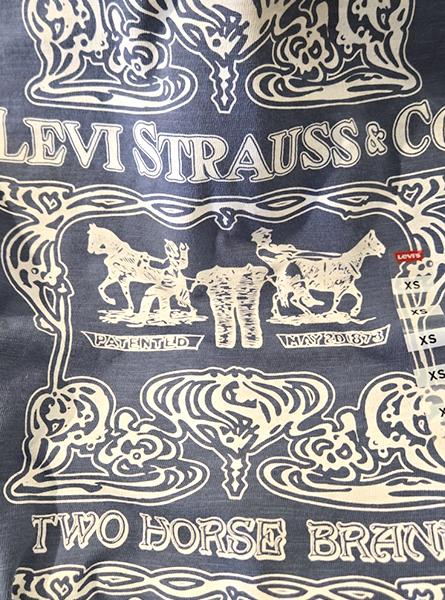 LEVI STRAUSS & CO
Levi's
XS
XS
PATENTED MAY 20 1873
XS
XS
X
TWO HORSE BRAN